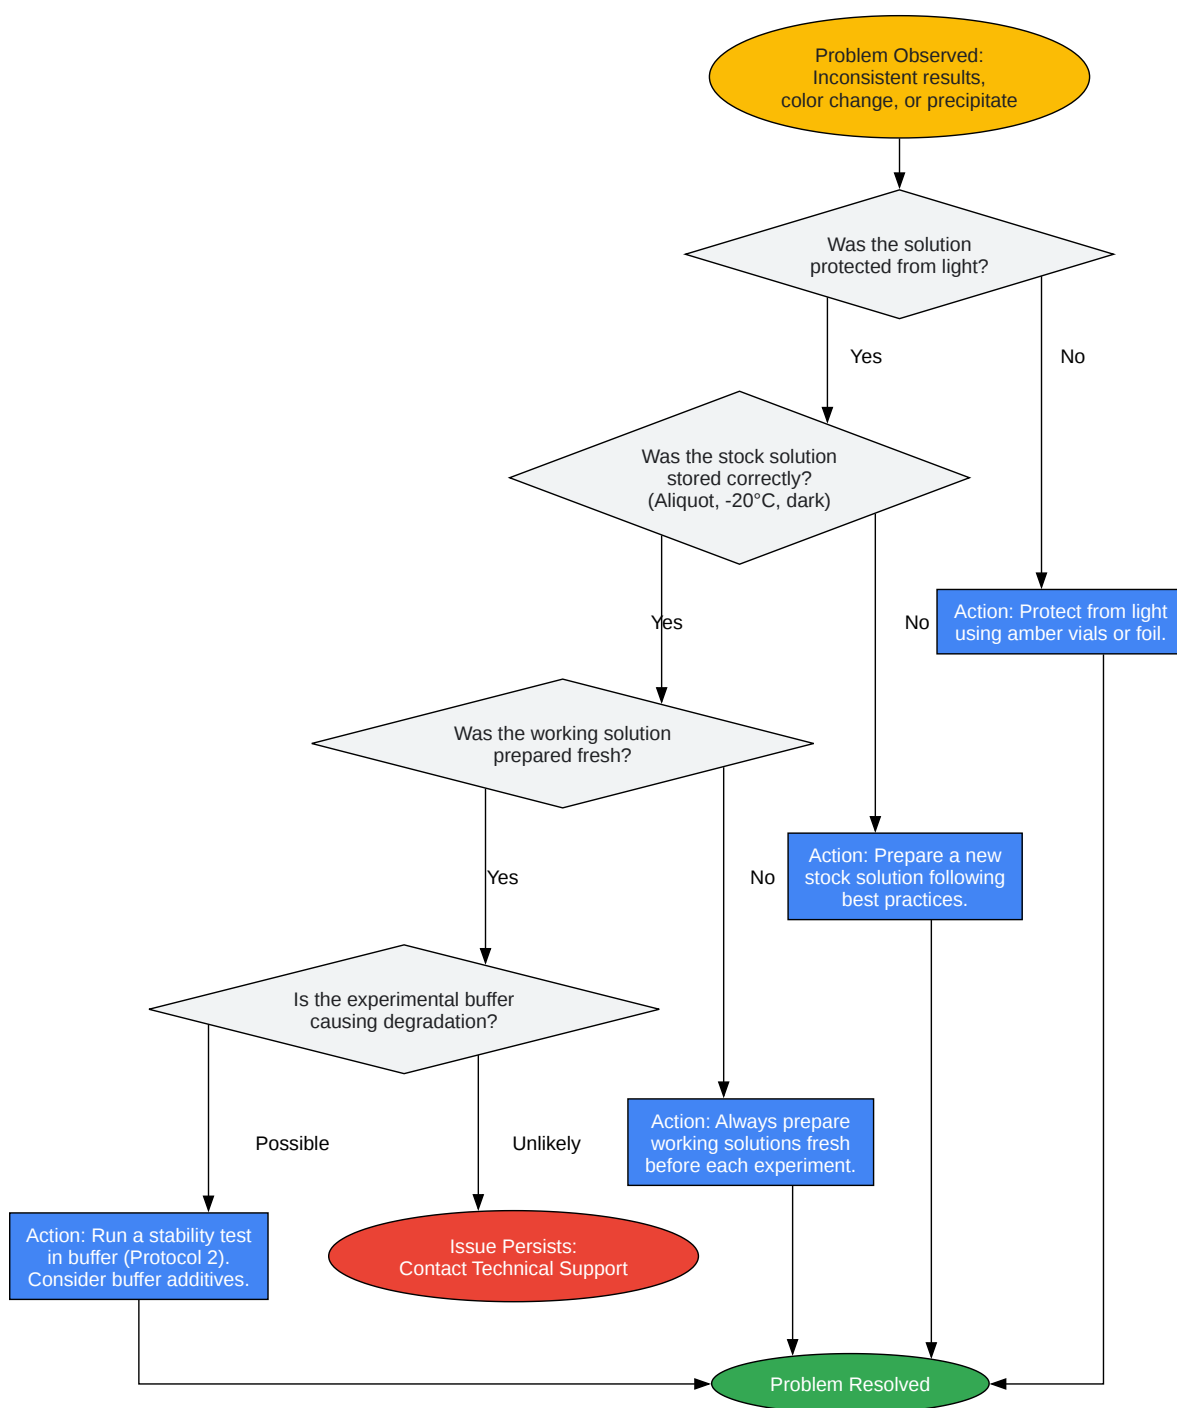 Problem Observed:
Inconsistent results,
color change, or precipitate
Was the solution
protected from light?
Yes
No
Was the stock solution
stored correctly?
(Aliquot, -20°C, dark)
Yes
No
Action: Protect from light
using amber vials or foil.
Was the working solution
prepared fresh?
Yes
No
Action: Prepare a new
stock solution following
best practices.
Is the experimental buffer
causing degradation?
Possible
Unlikely
Action: Always prepare
working solutions fresh
before each experiment.
Action: Run a stability test
in buffer (Protocol 2).
Consider buffer additives.
Issue Persists:
Contact Technical Support
Problem Resolved